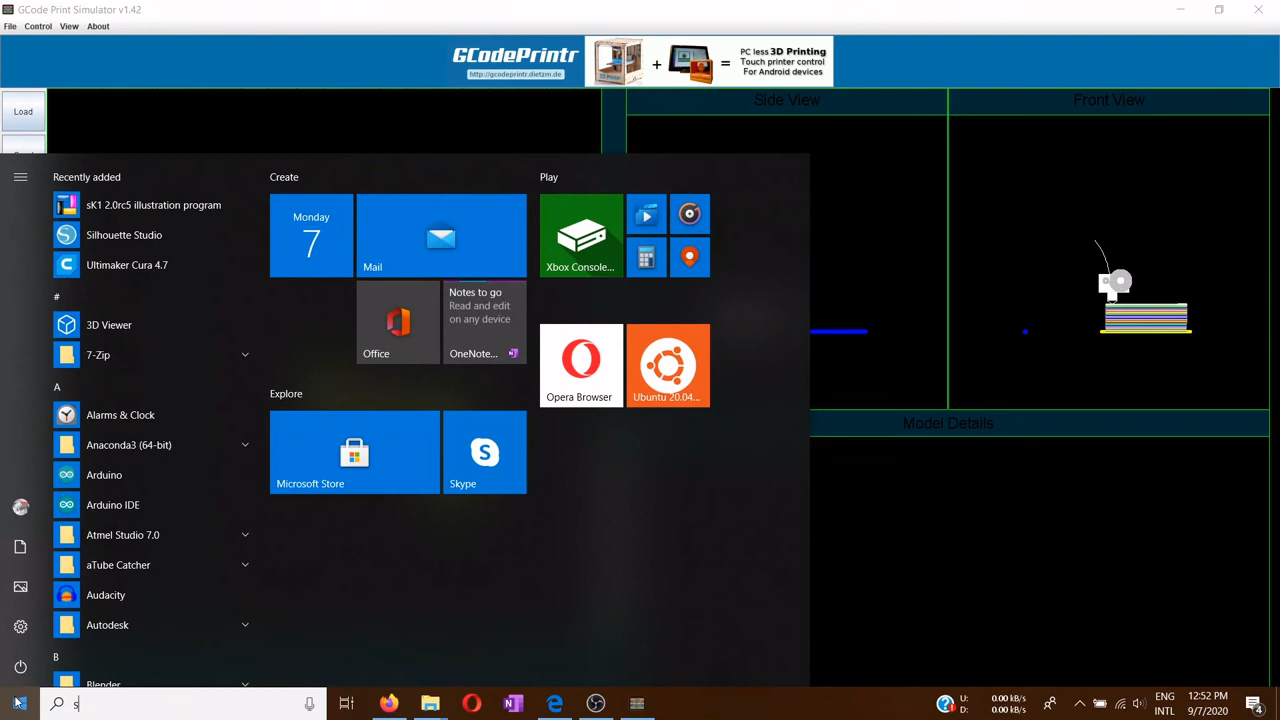 GCode Print Simulator v1.42
File Control View About
GCodePrintr
http://gcodeprintr.dietzm.de
+ =
PC less 3D Printing
Touch printer control
For Android devices
Load
Side View
Front View
Model Details
Recently added
sK1 2.0rc5 illustration program
Silhouette Studio
Ultimaker Cura 4.7
#
3D Viewer
7-Zip
A
Alarms & Clock
Anaconda3 (64-bit)
Arduino
Arduino IDE
Atmel Studio 7.0
aTube Catcher
Audacity
Autodesk
B
Blender
Create
Monday
7
Mail
Office
Notes to go
Read and edit
on any device
OneNote...
Explore
Microsoft Store
Skype
Play
Xbox Console...
Opera Browser
Ubuntu 20.04...
s
U: 0.00 kB/s
D: 0.00 kB/s
ENG
INTL
12:52 PM
9/7/2020
4